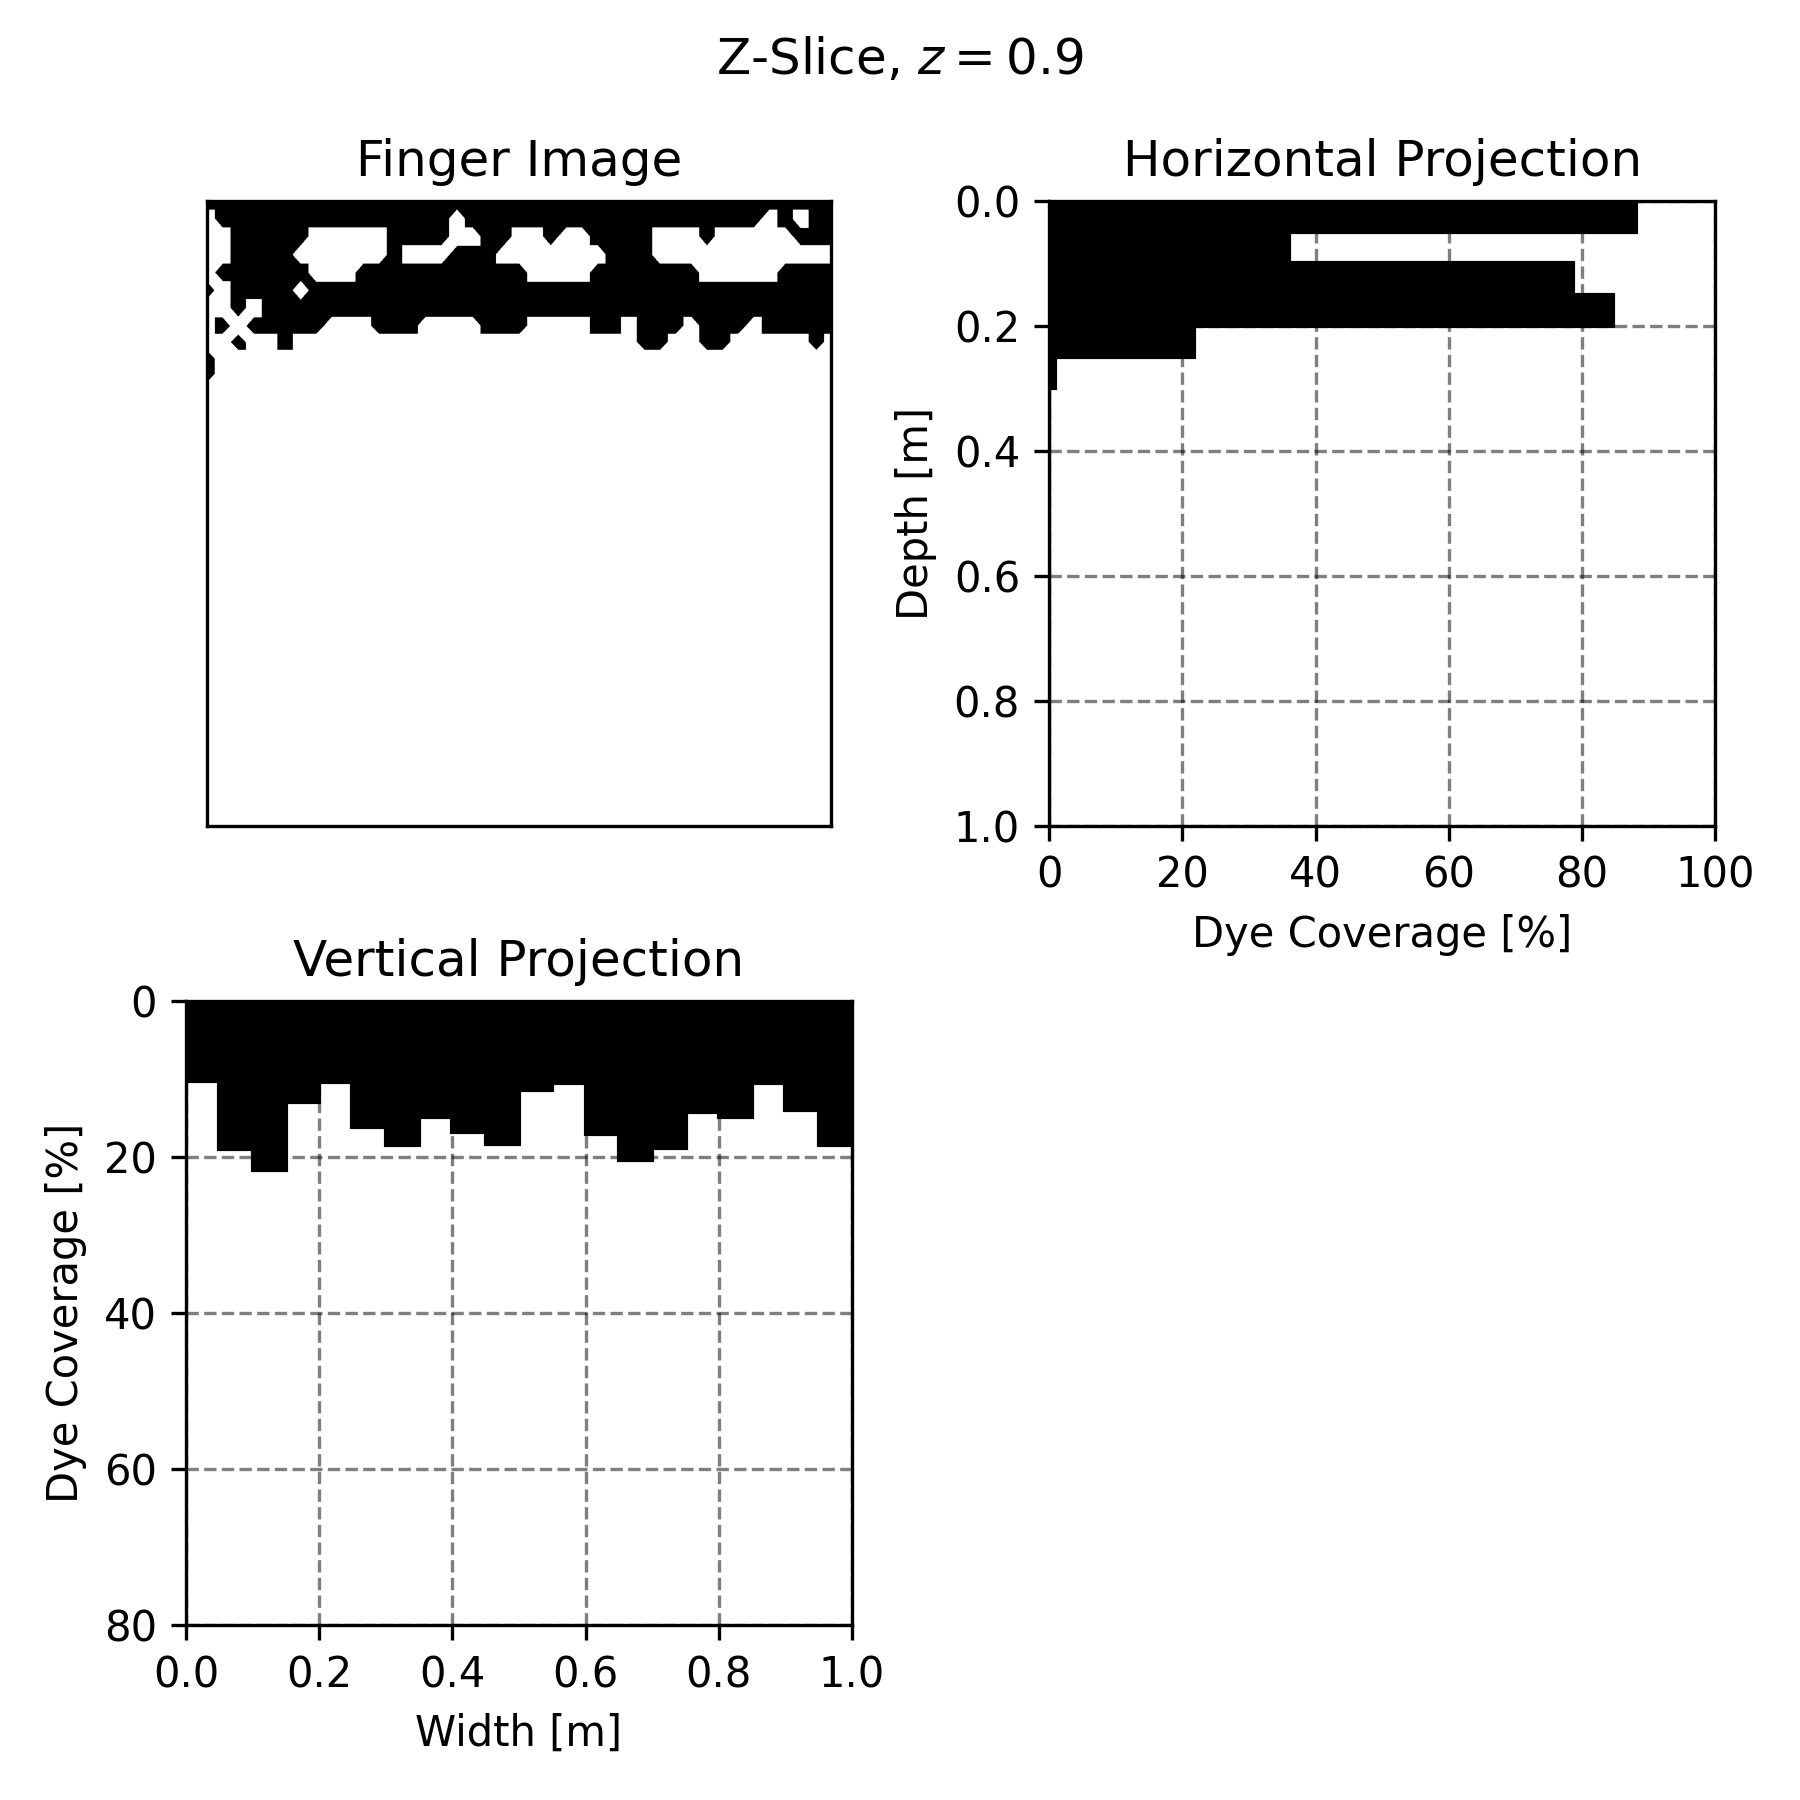 Z-Slice, z = 0.9
Finger Image
Horizontal Projection
0.0
0.2
0.4
0.6
0.8
1.0
Depth [m]
0 20 40 60 80 100
Dye Coverage [%]
Vertical Projection
0
20
40
60
80
Dye Coverage [%]
0.0 0.2 0.4 0.6 0.8 1.0
Width [m]